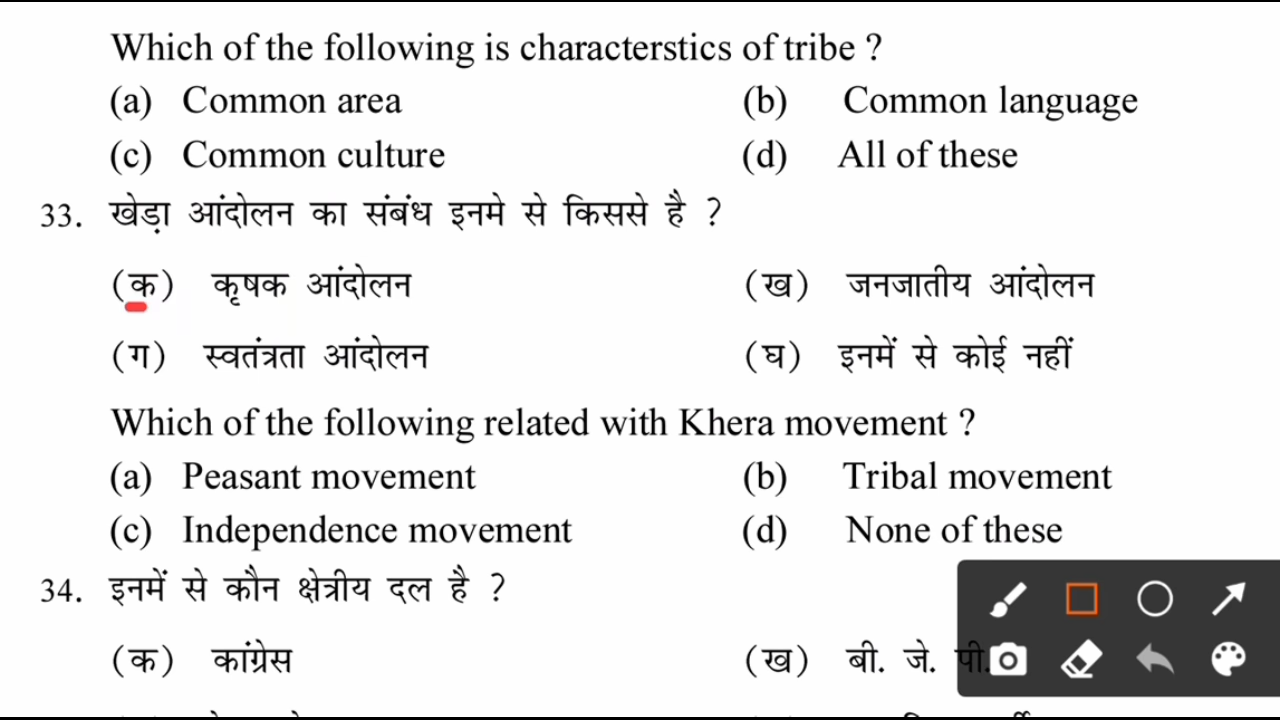 Which of the following is characterstics of tribe ?
(a) Common area (b) Common language
(c) Common culture (d) All of these
33. खेड़ा आंदोलन का संबंध इनमे से किससे है ?
(क) कृषक आंदोलन (ख) जनजातीय आंदोलन
(ग) स्वतंत्रता आंदोलन (घ) इनमें से कोई नहीं
Which of the following related with Khera movement ?
(a) Peasant movement (b) Tribal movement
(c) Independence movement (d) None of these
34. इनमें से कौन क्षेत्रीय दल है ?
(क) कांग्रेस (ख) बी. जे. पी.